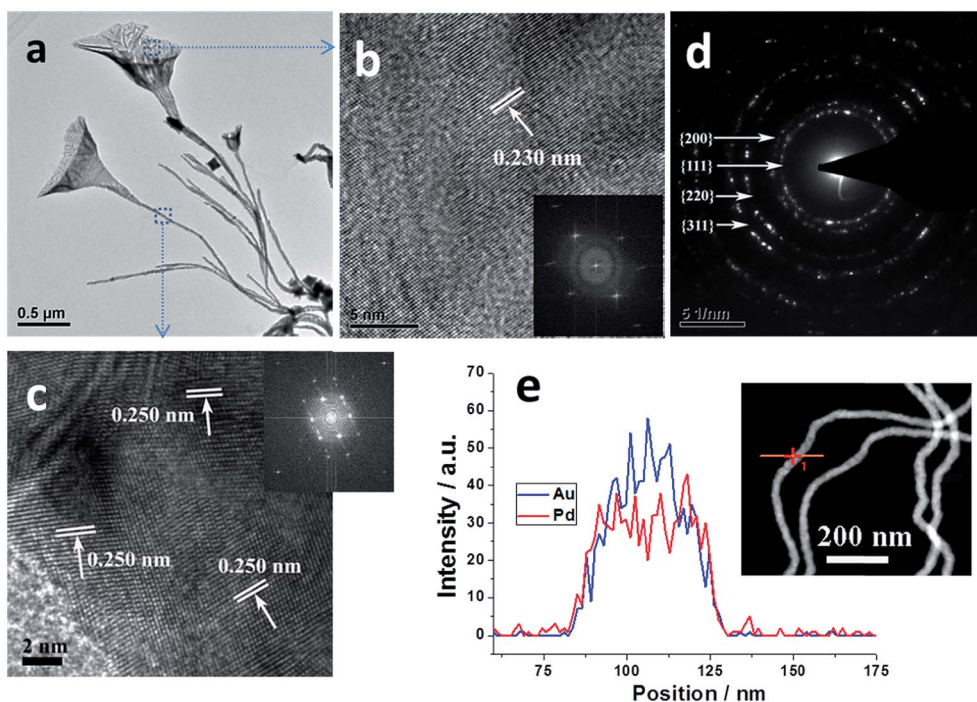 a
0.5 µm
b
0.230 nm
5 nm
d
{200}
{111}
{220}
{311}
5 1/nm
c
0.250 nm
0.250 nm
0.250 nm
2 nm
e
70
60
50
40
30
20
10
0
Intensity / a.u.
Au
Pd
1
200 nm
75 100 125 150 175
Position / nm